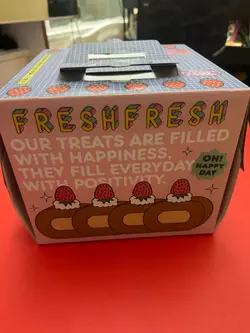 FRESHFRESH
OUR TREATS ARE FILLED
WITH HAPPINESS.
THEY FILL EVERYDAY
WITH POSITIVITY.
OH!
HAPPY
DAY